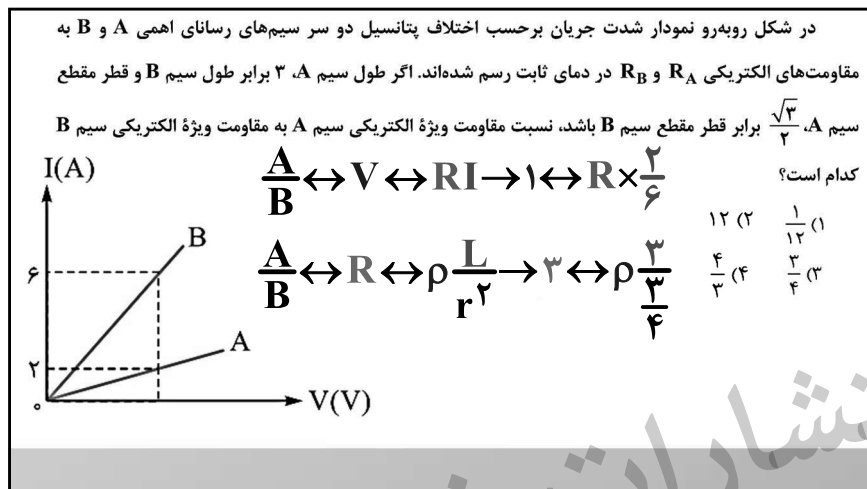 در شکل روبه‌رو نمودار شدت جریان برحسب اختلاف پتانسیل دو سر سیم‌های رسانای اهمی A و B به
مقاومت‌های الکتریکی R_A و R_B در دمای ثابت رسم شده‌اند. اگر طول سیم A، ۳ برابر طول سیم B و قطر مقطع
سیم A، √۳/۲ برابر قطر مقطع سیم B باشد، نسبت مقاومت ویژهٔ الکتریکی سیم A به مقاومت ویژهٔ الکتریکی سیم B
کدام است؟
۱) ۱/۱۲ ۲) ۱۲
۳) ۳/۴ ۴) ۴/۳
A/B ↔ V ↔ RI → ۱ ↔ R × ۲/۶
A/B ↔ R ↔ ρ L/r^۲ → ۳ ↔ ρ ۳/(۳/۴)
I(A)
B
۶
A
۲
۰
V(V)